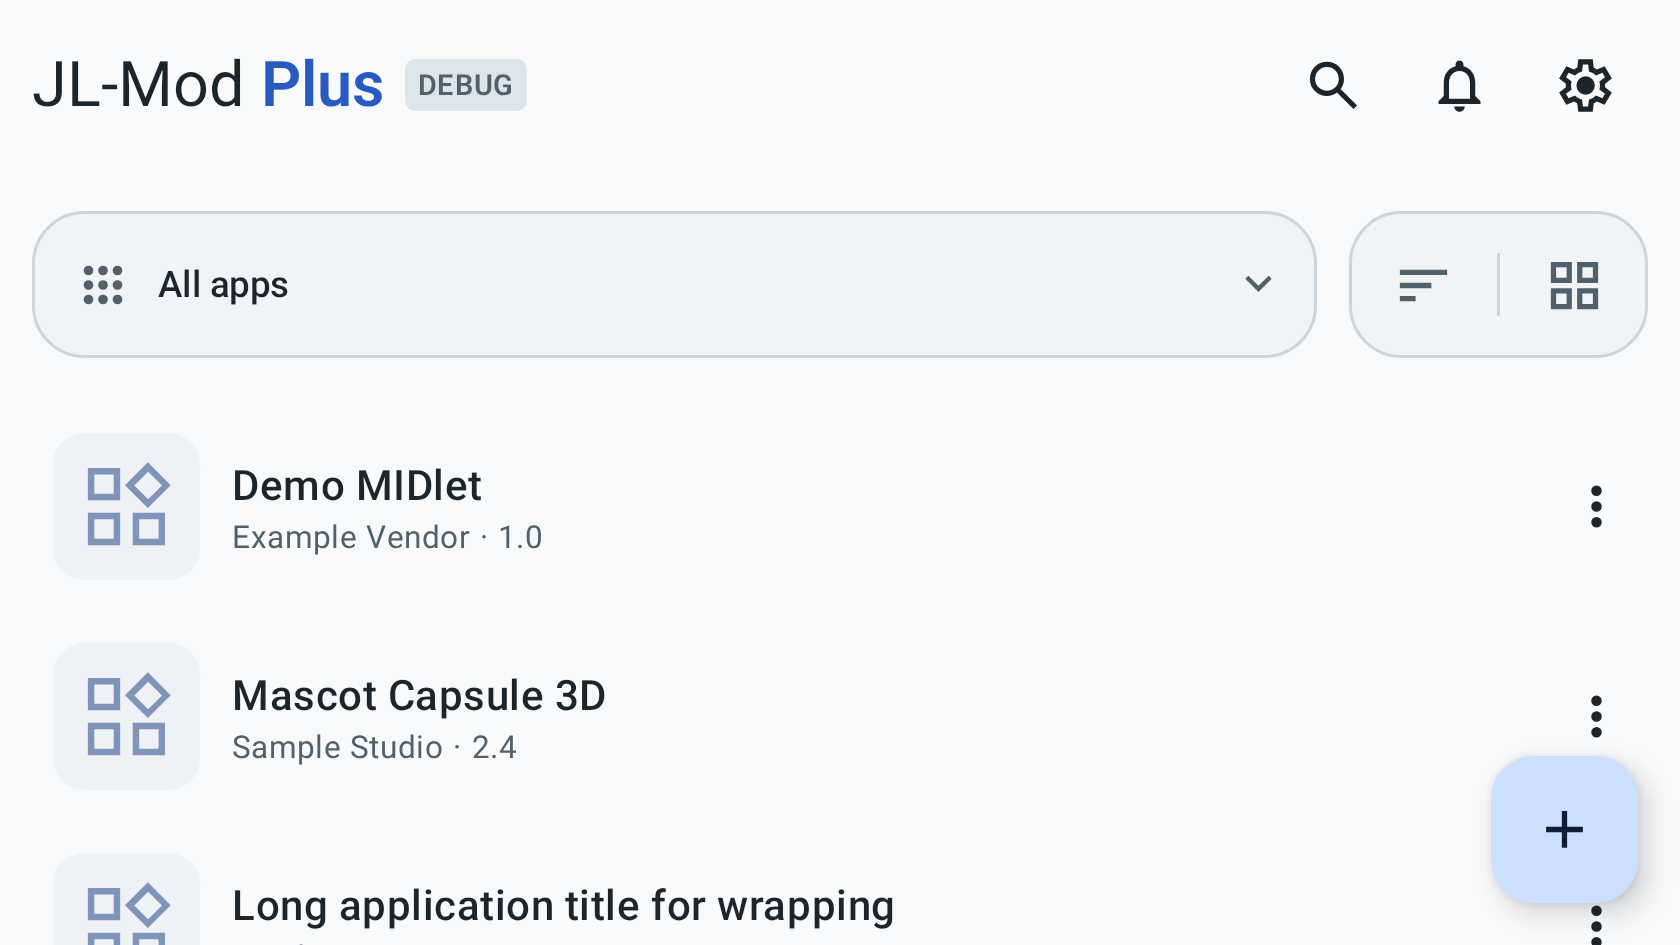 JL-Mod Plus DEBUG
All apps
Demo MIDlet
Example Vendor · 1.0
Mascot Capsule 3D
Sample Studio · 2.4
Long application title for wrapping